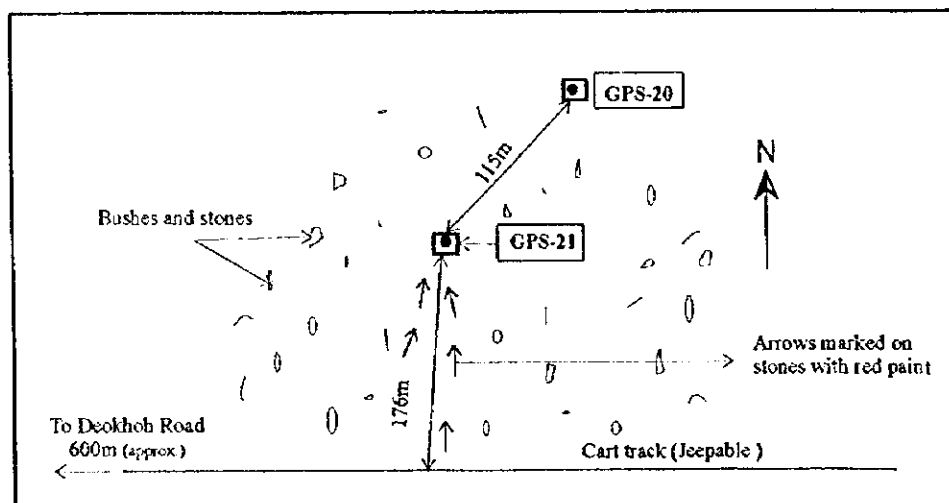 GPS-20
N
115m
Bushes and stones
GPS-21
Arrows marked on
stones with red paint
176m
To Deokhoh Road
600m (approx.)
Cart track (Jeepable)